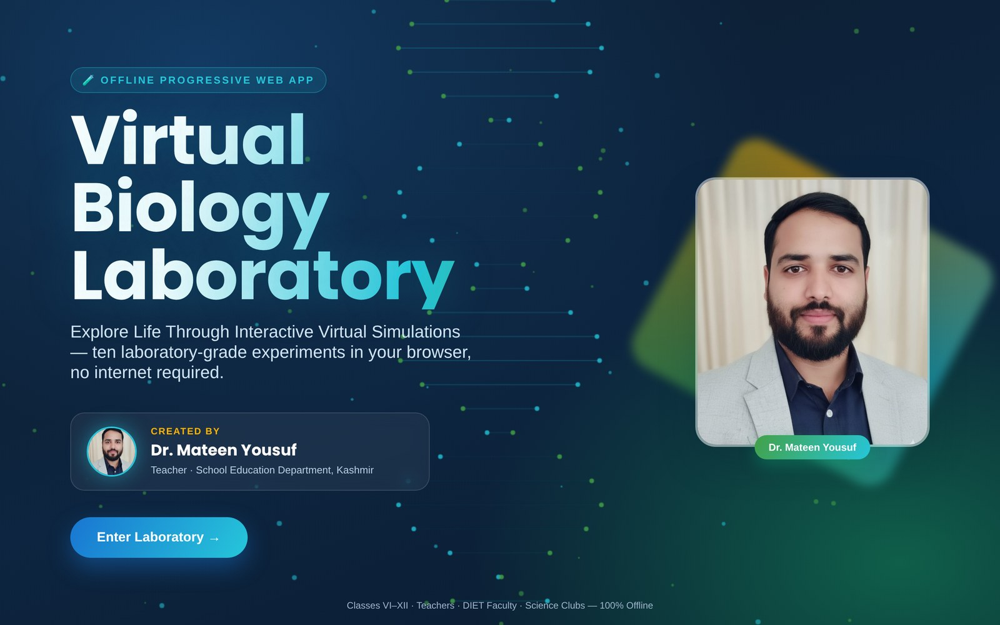 🧪 OFFLINE PROGRESSIVE WEB APP
Virtual
Biology
Laboratory
Explore Life Through Interactive Virtual Simulations
— ten laboratory-grade experiments in your browser,
no internet required.
CREATED BY
Dr. Mateen Yousuf
Teacher · School Education Department, Kashmir
Enter Laboratory →
Dr. Mateen Yousuf
Classes VI–XII · Teachers · DIET Faculty · Science Clubs — 100% Offline